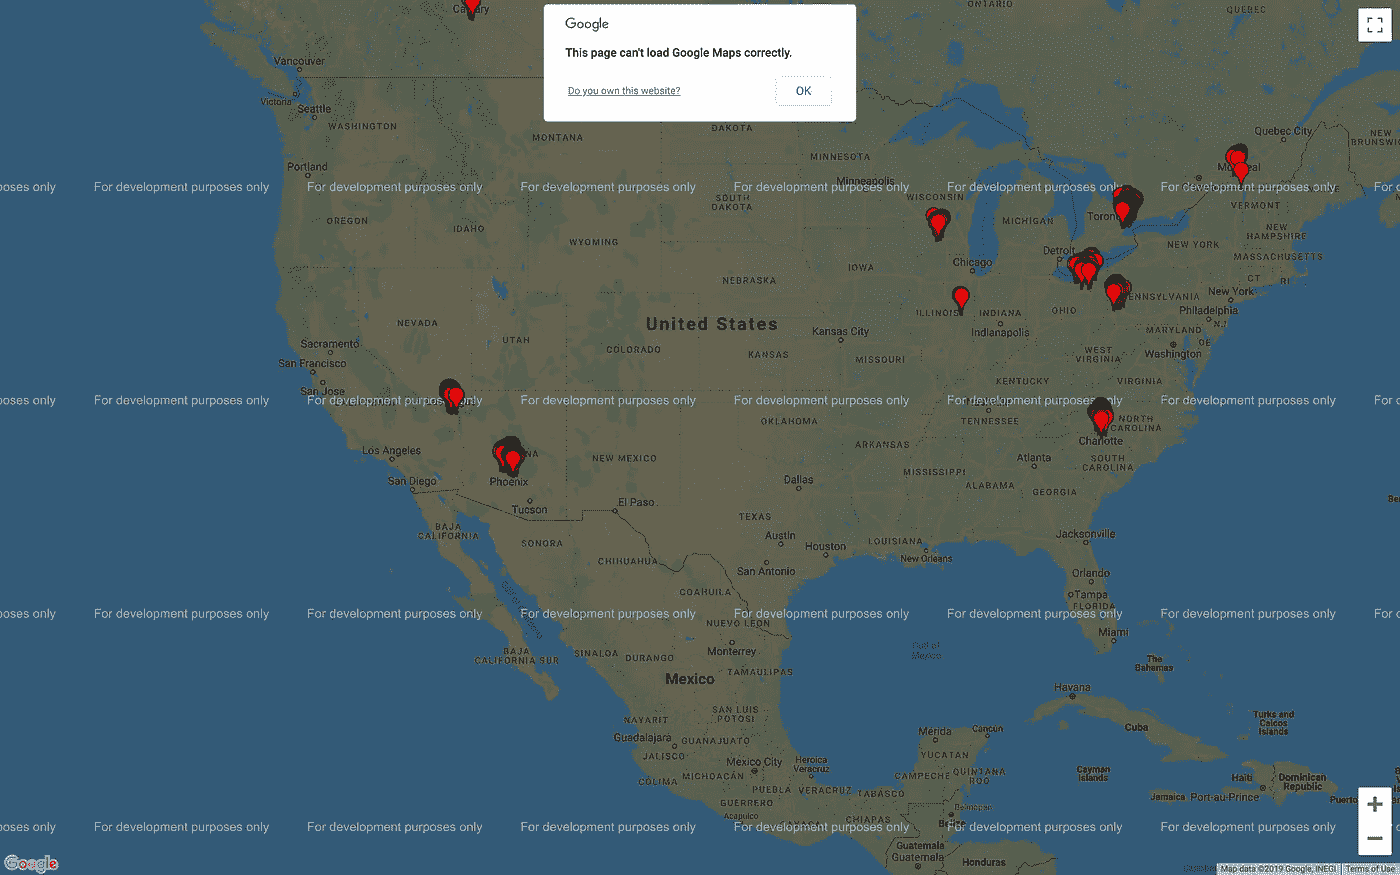 ONTARIO
QUEBEC
Google
This page can't load Google Maps correctly.
Do you own this website?
OK
Vancouver
Victoria
Seattle
WASHINGTON
MONTANA
DAKOTA
MINNESOTA
Minneapolis
Quebec City
NEW
BRUNSWIC
Portland
oses only For development purposes only For development purposes only For development purposes only For development purposes only For development purposes only For development purposes only For d
OREGON
IDAHO
WYOMING
SOUTH
DAKOTA
WISCONSIN
MICHIGAN
VERMONT
NEW
HAMPSHIRE
NEW YORK
MASSACHUSETTS
Detroit
Chicago
IOWA
NEBRASKA
CT
RI
New York
Philadelphia
NJ
ILLINOIS
INDIANA
OHIO
Indianapolis
NEVADA
United States
Kansas City
UTAH
COLORADO
KANSAS
MISSOURI
WEST
VIRGINIA
MARYLAND
DE
Washington
Sacramento
San Francisco
San Jose
KENTUCKY
VIRGINIA
oses only For development purposes only For development purposes only For development purposes only For development purposes only For development purposes only For development purposes only For d
OKLAHOMA
TENNESSEE
NORTH
CAROLINA
Charlotte
ARKANSAS
Los Angeles
NEW MEXICO
Atlanta
SOUTH
CAROLINA
MISSISSIPPI
San Diego
Phoenix
Dallas
ALABAMA
GEORGIA
Tucson
El Paso
TEXAS
BAJA
CALIFORNIA
SONORA
Austin
Houston
LOUISIANA
New Orleans
Jacksonville
CHIHUAHUA
San Antonio
Orlando
COAHUILA
Tampa
FLORIDA
oses only For development purposes only For development purposes only For development purposes only For development purposes only For development purposes only For development purposes only For d
NUEVO LEON
Miami
BAJA
CALIFORNIA SUR
SINALOA
DURANGO
Monterrey
Gulf of
Mexico
The
Bahamas
TAMAULIPAS
Mexico
Havana
SAN LUIS
POTOSI
NAYARIT
Cuba
Turks and
Caicos
Islands
Guadalajara
GUANAJUATO
Mérida
Cancún
JALISCO
YUCATAN
Mexico City
Heroica
Veracruz
COLIMA
MICHOACÁN
CAMPECHE
QUINTANA
ROO
Cayman
Islands
Haiti
Dominican
Republic
PUEBLA
VERACRUZ
TABASCO
Jamaica
Port-au-Prince
GUERRERO
Acapulco
Belmopan
CHIAPAS
oses only For development purposes only For development purposes only For development purposes only For development purposes only For development purposes only For development purposes only For d
Guatemala
Guatemala
Honduras
Google
Map data ©2019 Google, INEGI
Terms of Use